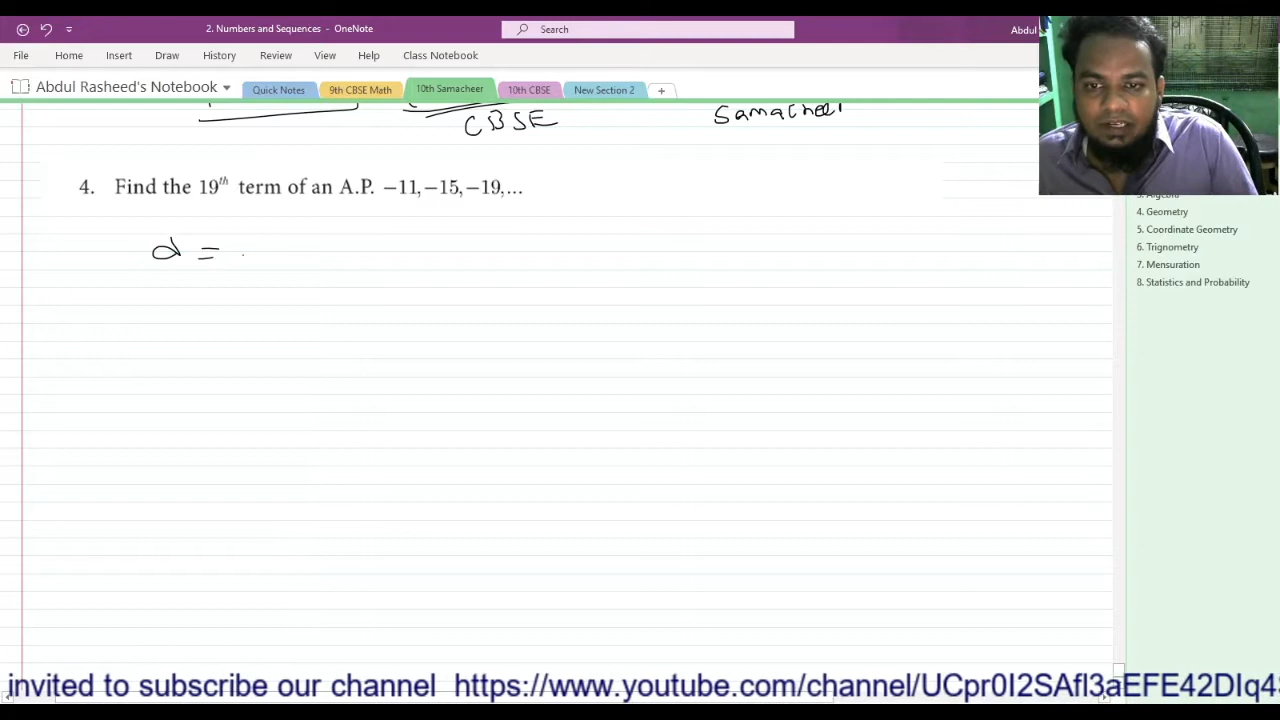 2. Numbers and Sequences - OneNote
Search
Abdul
File Home Insert Draw History Review View Help Class Notebook
Abdul Rasheed's Notebook
Quick Notes 9th CBSE Math 10th Samacheer 10th CBSE New Section 2 +
CBSE
Samacheer
4. Find the 19th term of an A.P. −11,−15,−19,...
d =
3. Algebra
4. Geometry
5. Coordinate Geometry
6. Trignometry
7. Mensuration
8. Statistics and Probability
invited to subscribe our channel https://www.youtube.com/channel/UCpr0I2SAfl3aEFE42DIq4